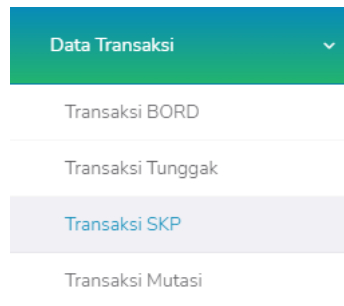 Data Transaksi
Transaksi BORD
Transaksi Tunggak
Transaksi SKP
Transaksi Mutasi